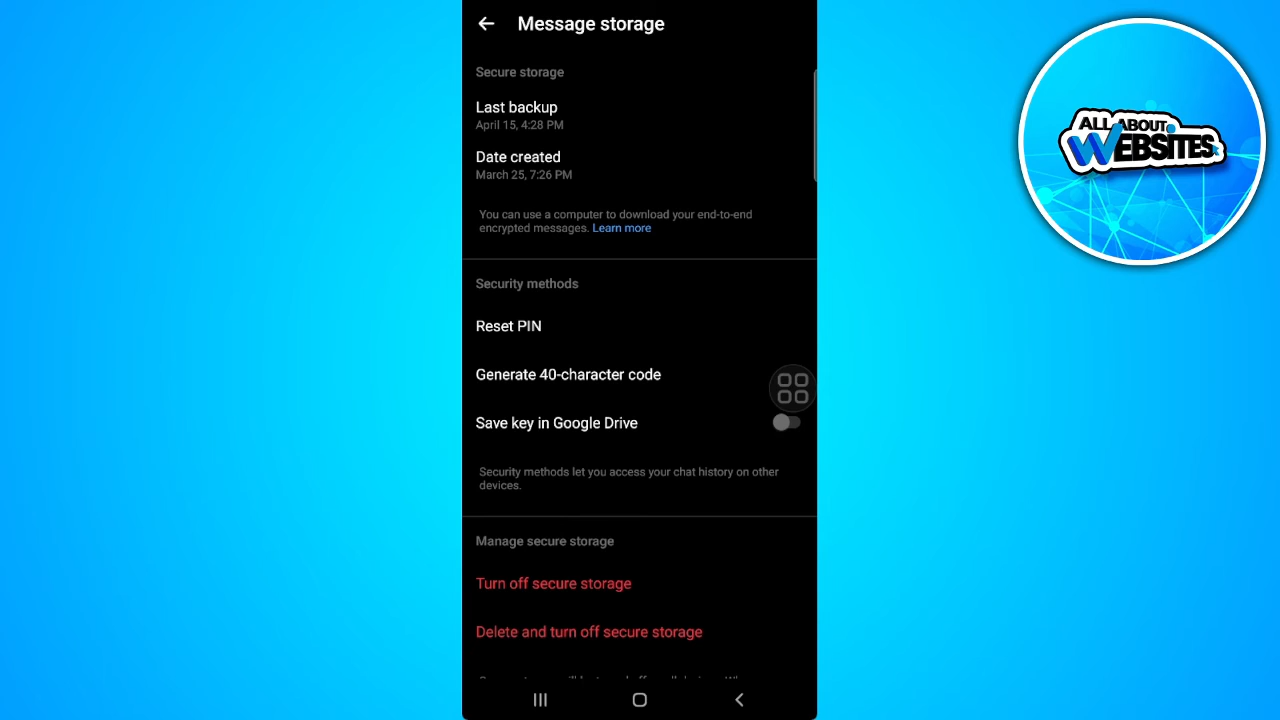 Message storage
ALL ABOUT
WEBSITES
Secure storage
Last backup
April 15, 4:28 PM
Date created
March 25, 7:26 PM
You can use a computer to download your end-to-end
encrypted messages. Learn more
Security methods
Reset PIN
Generate 40-character code
Save key in Google Drive
Security methods let you access your chat history on other
devices.
Manage secure storage
Turn off secure storage
Delete and turn off secure storage